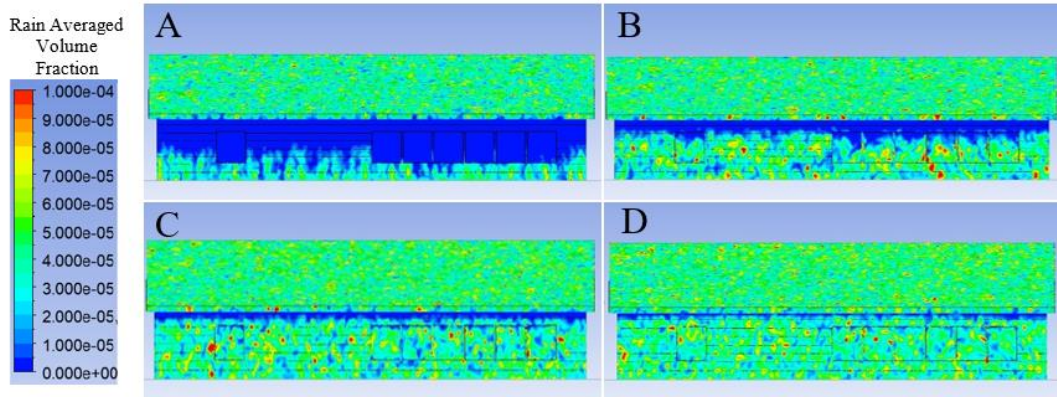 Rain Averaged
Volume
Fraction
1.000e-04
9.000e-05
8.000e-05
7.000e-05
6.000e-05
5.000e-05
4.000e-05
3.000e-05
2.000e-05
1.000e-05
0.000e+00
A
B
C
D